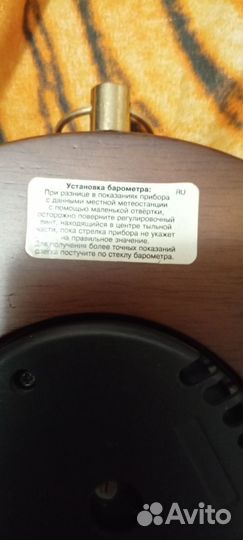 Установка барометра: RU
При разнице в показаниях прибора
с данными местной метеостанции
с помощью маленькой отвёртки,
осторожно поверните регулировочный
винт, находящийся в центре тыльной
части, пока стрелка прибора не укажет
на правильное значение.
Для получения более точных показаний
слегка постучите по стеклу барометра.
Avito